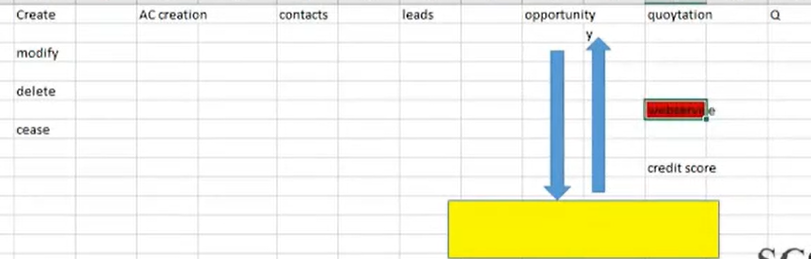 Create AC creation contacts leads opportunity quoytation Q
y
modify
delete
webservice
cease
credit score